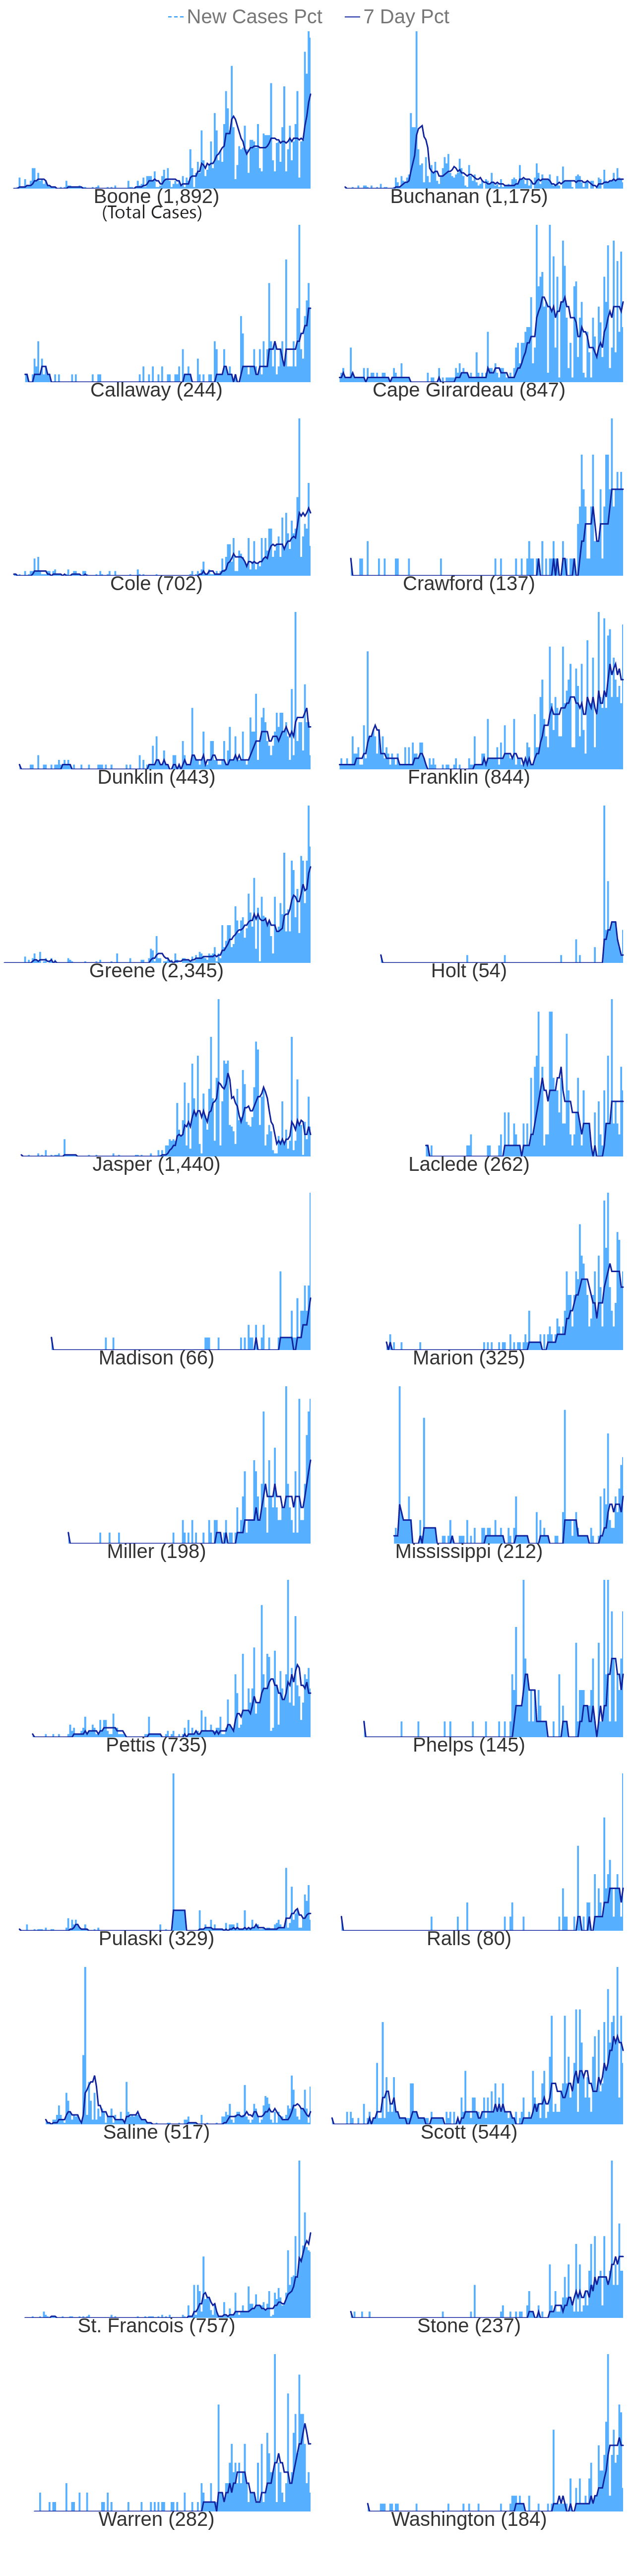 New Cases Pct 7 Day Pct
Boone (1,892) Buchanan (1,175)
(Total Cases)
Callaway (244) Cape Girardeau (847)
Cole (702) Crawford (137)
Dunklin (443) Franklin (844)
Greene (2,345) Holt (54)
Jasper (1,440) Laclede (262)
Madison (66) Marion (325)
Miller (198) Mississippi (212)
Pettis (735) Phelps (145)
Pulaski (329) Ralls (80)
Saline (517) Scott (544)
St. Francois (757) Stone (237)
Warren (282) Washington (184)